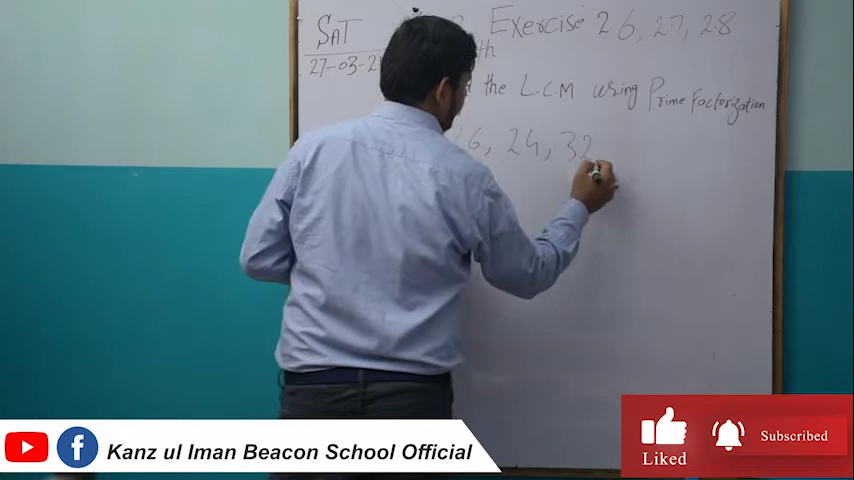 SAT
27-03-2
Exercise 26, 27, 28
th
the L.C.M using Prime Factorization
16, 24, 32
Kanz ul Iman Beacon School Official
Liked
Subscribed